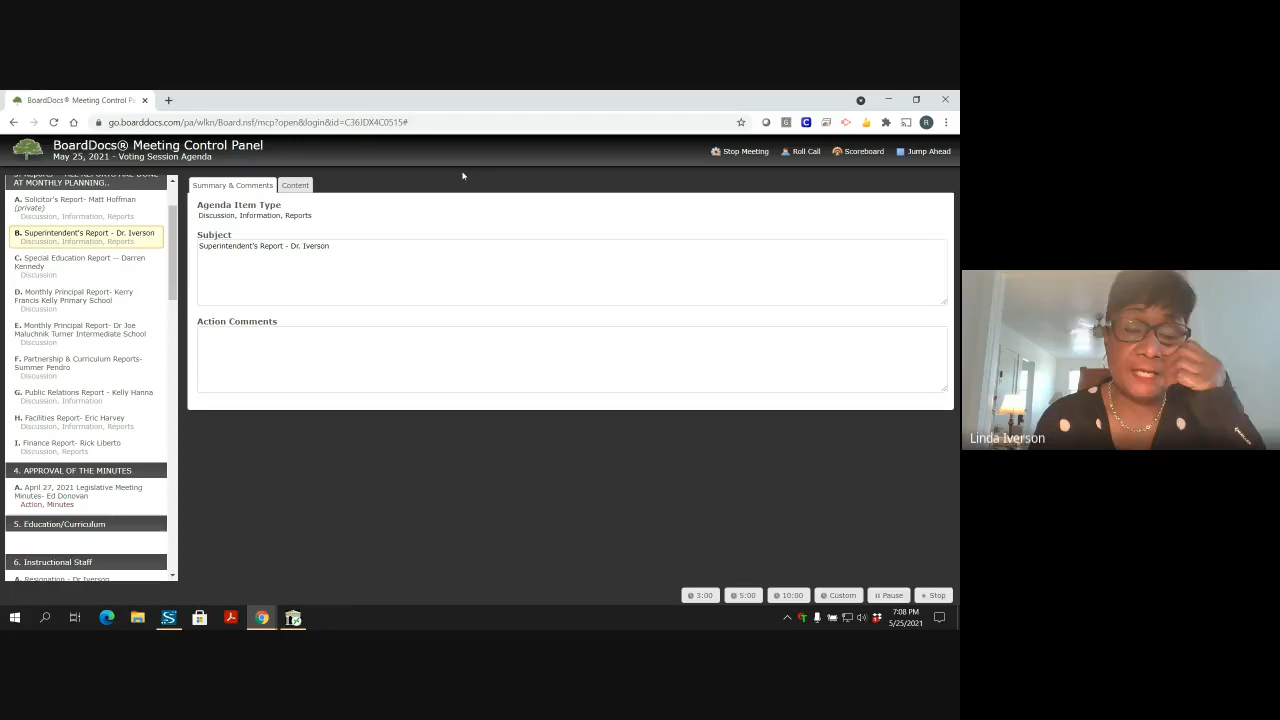 BoardDocs® Meeting Control Pa
go.boarddocs.com/pa/wlkn/Board.nsf/mcp?open&login&id=C36JDX4C0515#
BoardDocs® Meeting Control Panel
May 25, 2021 - Voting Session Agenda
Stop Meeting
Roll Call
Scoreboard
Jump Ahead
AT MONTHLY PLANNING..
A. Solicitor's Report- Matt Hoffman
(private)
Discussion, Information, Reports
B. Superintendent's Report - Dr. Iverson
Discussion, Information, Reports
C. Special Education Report -- Darren
Kennedy
Discussion
D. Monthly Principal Report- Kerry
Francis Kelly Primary School
Discussion
E. Monthly Principal Report- Dr Joe
Maluchnik Turner Intermediate School
Discussion
F. Partnership & Curriculum Reports-
Summer Pendro
Discussion
G. Public Relations Report - Kelly Hanna
Discussion, Information
H. Facilities Report- Eric Harvey
Discussion, Information, Reports
I. Finance Report- Rick Liberto
Discussion, Reports
4. APPROVAL OF THE MINUTES
A. April 27, 2021 Legislative Meeting
Minutes- Ed Donovan
Action, Minutes
5. Education/Curriculum
6. Instructional Staff
A. Resignation - Dr Iverson
Summary & Comments
Content
Agenda Item Type
Discussion, Information, Reports
Subject
Superintendent's Report - Dr. Iverson
Action Comments
3:00
5:00
10:00
Custom
Pause
Stop
7:08 PM
5/25/2021
Linda Iverson